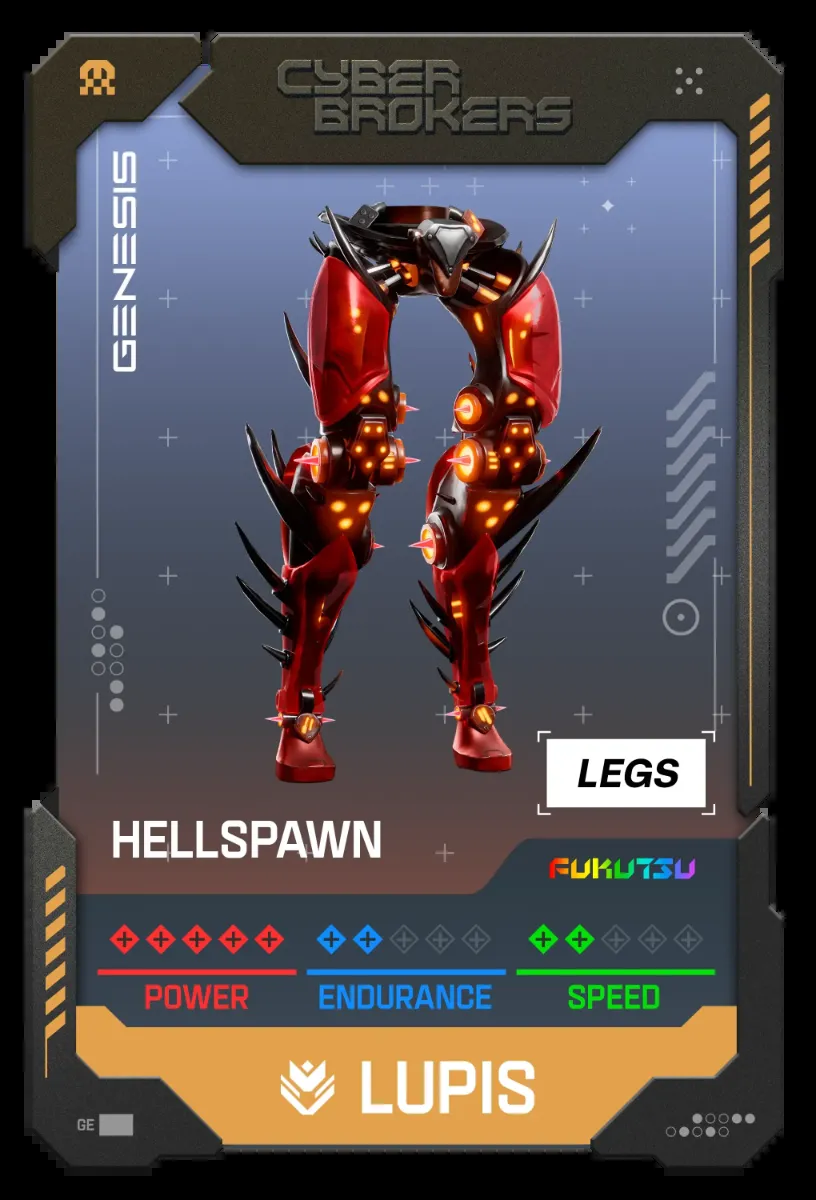 CYBER
BROKERS
GENESIS
LEGS
HELLSPAWN
FUKUTSU
POWER
ENDURANCE
SPEED
LUPIS
GE